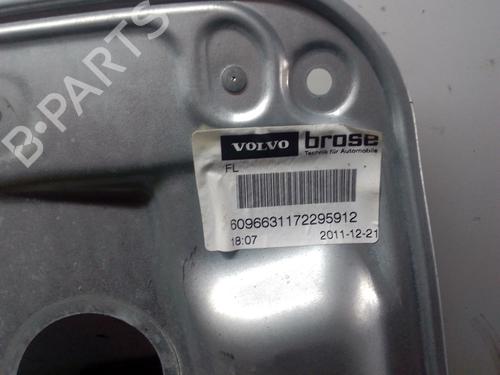 B-PARTS
VOLVO brose
Technik für Automobile
FL
6096631172295912
18:07 2011-12-21